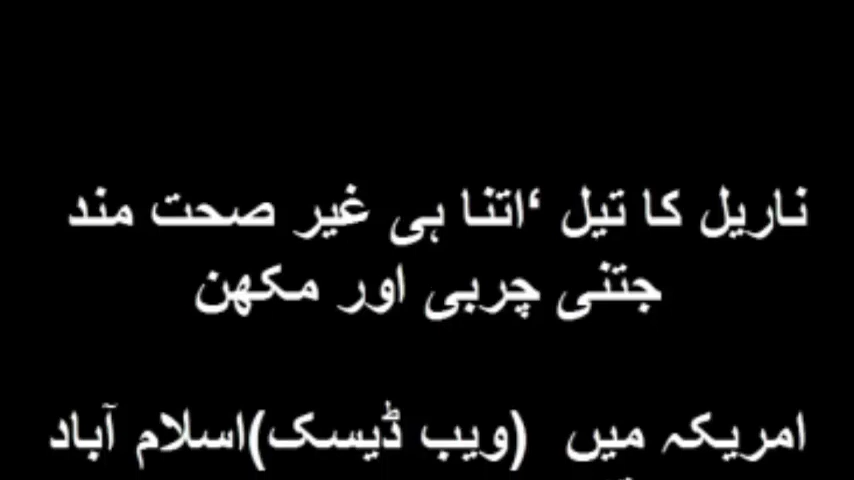 ناریل کا تیل ‘اتنا ہی غیر صحت مند
جتنی چربی اور مکھن
امریکہ میں (ویب ڈیسک)اسلام آباد